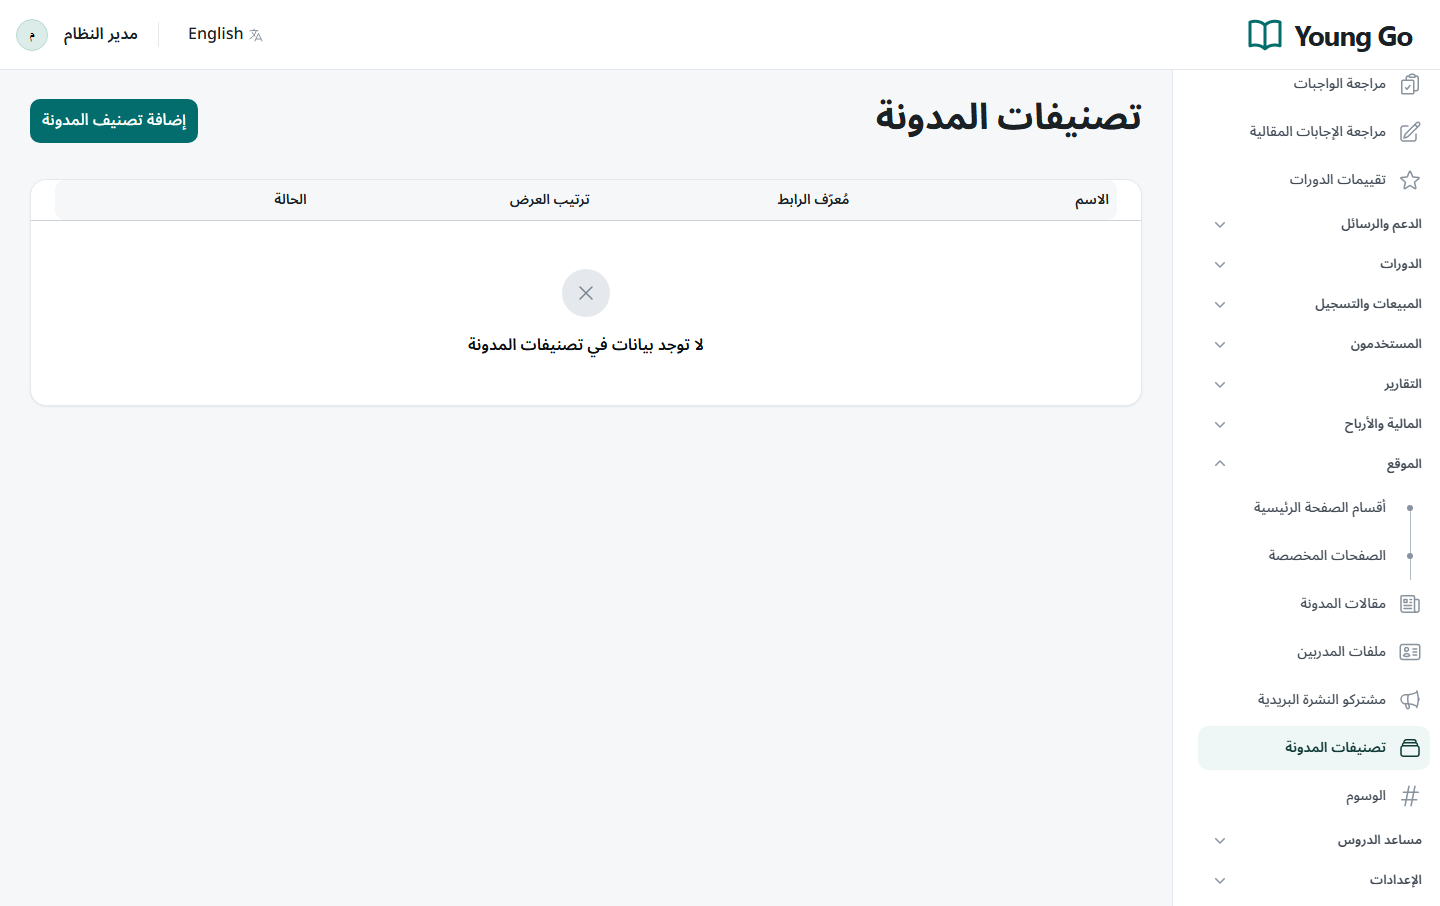 Young Go
English
مدير النظام
م
مراجعة الواجبات
مراجعة الإجابات المقالية
تقييمات الدورات
الدعم والرسائل
الدورات
المبيعات والتسجيل
المستخدمون
التقارير
المالية والأرباح
الموقع
أقسام الصفحة الرئيسية
الصفحات المخصصة
مقالات المدونة
ملفات المدربين
مشتركو النشرة البريدية
تصنيفات المدونة
الوسوم
مساعد الدروس
الإعدادات
تصنيفات المدونة
إضافة تصنيف المدونة
الاسم مُعرّف الرابط ترتيب العرض الحالة
لا توجد بيانات في تصنيفات المدونة